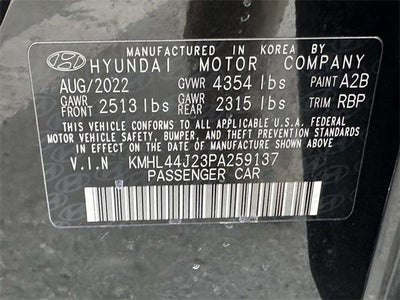 MANUFACTURED IN KOREA BY
HYUNDAI MOTOR COMPANY
AUG/2022 GVWR 4354 lbs PAINT A2B
GAWR FRONT 2513 lbs GAWR REAR 2315 lbs TRIM RBP
THIS VEHICLE CONFORMS TO ALL APPLICABLE U.S.A. FEDERAL
MOTOR VEHICLE SAFETY, BUMPER, AND THEFT PREVENTION STANDARDS
IN EFFECT ON THE DATE OF MANUFACTURE SHOWN ABOVE.
V.I.N KMHL44J23PA259137
PASSENGER CAR